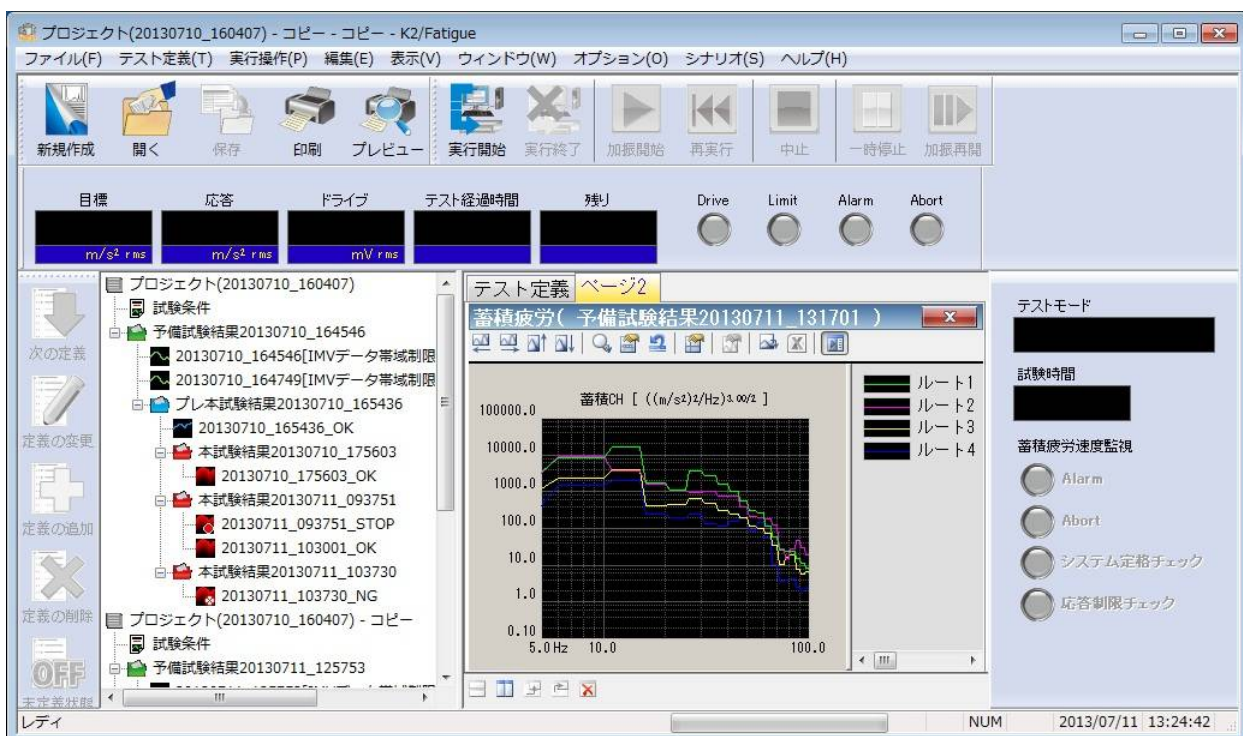 プロジェクト(20130710_160407) - コピー - コピー - K2/Fatigue
ファイル(F) テスト定義(T) 実行操作(P) 編集(E) 表示(V) ウィンドウ(W) オプション(O) シナリオ(S) ヘルプ(H)
新規作成 開く 保存 印刷 プレビュー 実行開始 実行終了 加振開始 再実行 中止 一時停止 加振再開
目標 応答 ドライブ テスト経過時間 残り Drive Limit Alarm Abort
m/s² rms m/s² rms mV rms
次の定義
定義の変更
定義の追加
定義の削除
OFF
未定義状態
プロジェクト(20130710_160407)
試験条件
予備試験結果20130710_164546
20130710_164546[IMVデータ帯域制限
20130710_164749[IMVデータ帯域制限
プレ本試験結果20130710_165436
20130710_165436_OK
本試験結果20130710_175603
20130710_175603_OK
本試験結果20130711_093751
20130711_093751_STOP
20130711_103001_OK
本試験結果20130711_103730
20130711_103730_NG
プロジェクト(20130710_160407) - コピー
試験条件
予備試験結果20130711_125753
テスト定義 ページ2
蓄積疲労( 予備試験結果20130711_131701 )
蓄積CH [ ((m/s²)²/Hz)³·⁰⁰/² ]
100000.0
10000.0
1000.0
100.0
10.0
1.0
0.10
5.0Hz 10.0 100.0
ルート1
ルート2
ルート3
ルート4
テストモード
試験時間
蓄積疲労速度監視
Alarm
Abort
システム定格チェック
応答制限チェック
レディ NUM 2013/07/11 13:24:42